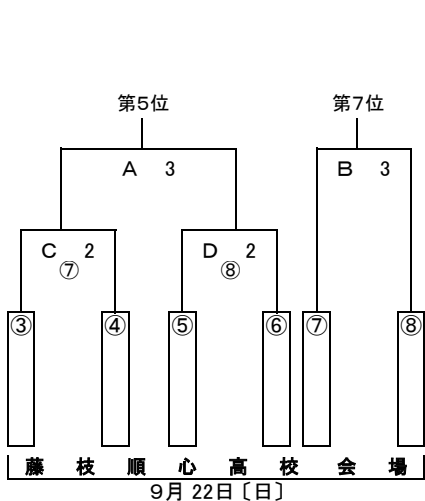 第5位 第7位
A 3 B 3
C 2 D 2
⑦ ⑧
③ ④ ⑤ ⑥ ⑦ ⑧
藤枝順心高校会場
9月 22日〔日〕